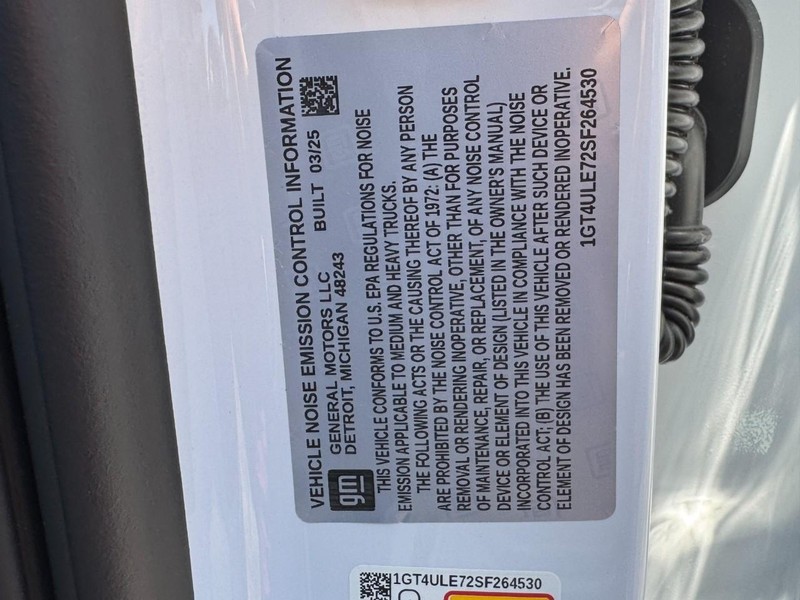 VEHICLE NOISE EMISSION CONTROL INFORMATION
gm
GENERAL MOTORS LLC BUILT 03/25
DETROIT, MICHIGAN 48243
THIS VEHICLE CONFORMS TO U.S. EPA REGULATIONS FOR NOISE
EMISSION APPLICABLE TO MEDIUM AND HEAVY TRUCKS.
THE FOLLOWING ACTS OR THE CAUSING THEREOF BY ANY PERSON
ARE PROHIBITED BY THE NOISE CONTROL ACT OF 1972: (A) THE
REMOVAL OR RENDERING INOPERATIVE, OTHER THAN FOR PURPOSES
OF MAINTENANCE, REPAIR, OR REPLACEMENT, OF ANY NOISE CONTROL
DEVICE OR ELEMENT OF DESIGN (LISTED IN THE OWNER'S MANUAL)
INCORPORATED INTO THIS VEHICLE IN COMPLIANCE WITH THE NOISE
CONTROL ACT; (B) THE USE OF THIS VEHICLE AFTER SUCH DEVICE OR
ELEMENT OF DESIGN HAS BEEN REMOVED OR RENDERED INOPERATIVE.
1GT4ULE72SF264530
1GT4ULE72SF264530